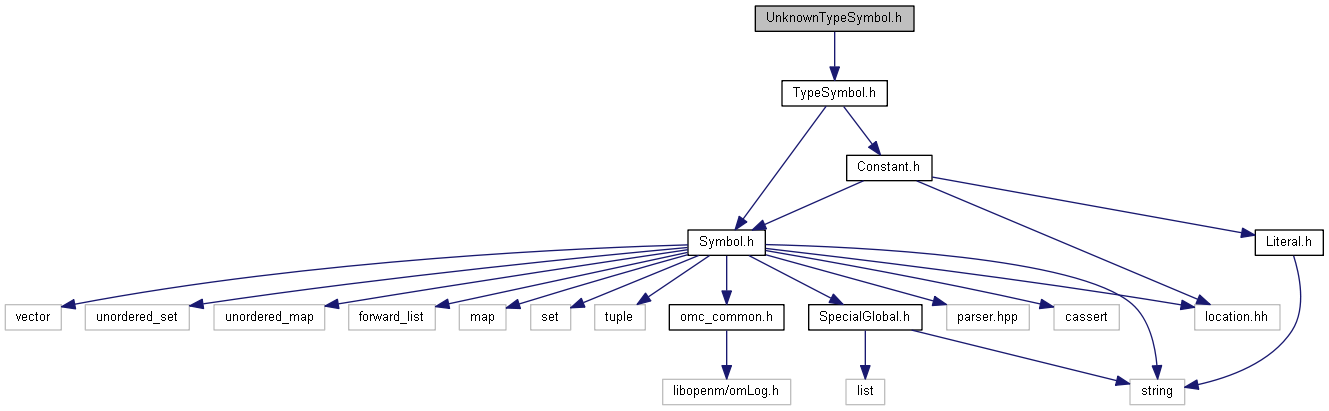 UnknownTypeSymbol.h
TypeSymbol.h
Constant.h
Symbol.h
Literal.h
vector
unordered_set
unordered_map
forward_list
map
set
tuple
omc_common.h
SpecialGlobal.h
parser.hpp
cassert
location.hh
libopenm/omLog.h
list
string